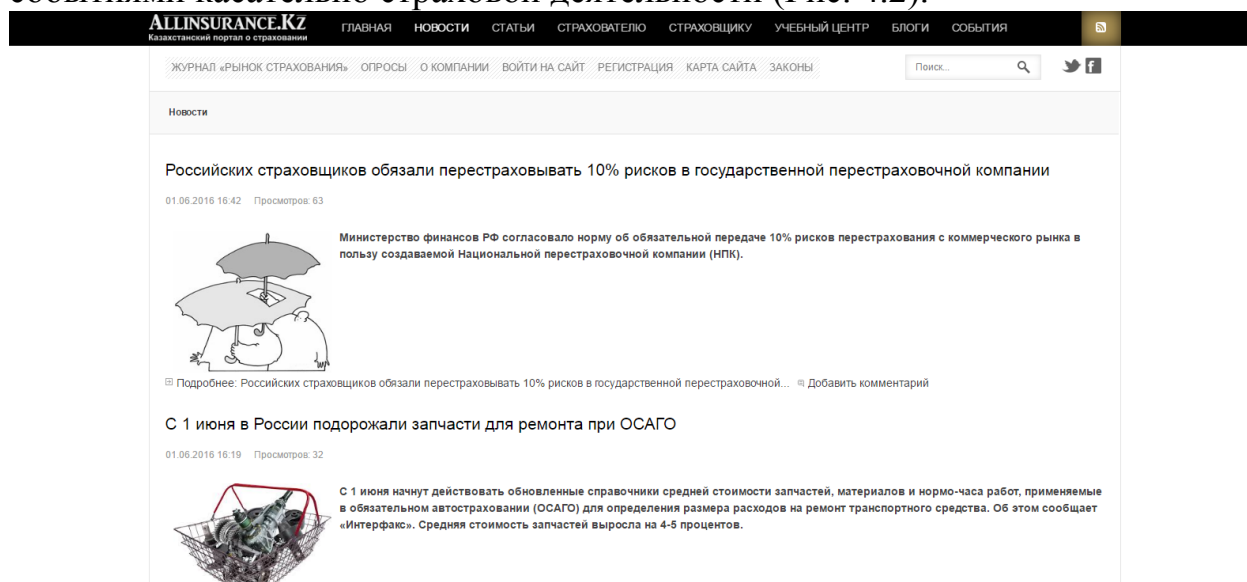 событиями касательно страховой деятельности (Рис. 4.2).
ALLINSURANCE.KZ ГЛАВНАЯ НОВОСТИ СТАТЬИ СТРАХОВАТЕЛЮ СТРАХОВЩИКУ УЧЕБНЫЙ ЦЕНТР БЛОГИ СОБЫТИЯ
Казахстанский портал о страховании
ЖУРНАЛ «РЫНОК СТРАХОВАНИЯ» ОПРОСЫ О КОМПАНИИ ВОЙТИ НА САЙТ РЕГИСТРАЦИЯ КАРТА САЙТА ЗАКОНЫ Поиск...
Новости
Российских страховщиков обязали перестраховывать 10% рисков в государственной перестраховочной компании
01.06.2016 16:42 Просмотров: 63
Министерство финансов РФ согласовало норму об обязательной передаче 10% рисков перестрахования с коммерческого рынка в
пользу создаваемой Национальной перестраховочной компании (НПК).
Подробнее: Российских страховщиков обязали перестраховывать 10% рисков в государственной перестраховочной... Добавить комментарий
С 1 июня в России подорожали запчасти для ремонта при ОСАГО
01.06.2016 16:19 Просмотров: 32
С 1 июня начнут действовать обновленные справочники средней стоимости запчастей, материалов и нормо-часа работ, применяемые
в обязательном автостраховании (ОСАГО) для определения размера расходов на ремонт транспортного средства. Об этом сообщает
«Интерфакс». Средняя стоимость запчастей выросла на 4-5 процентов.